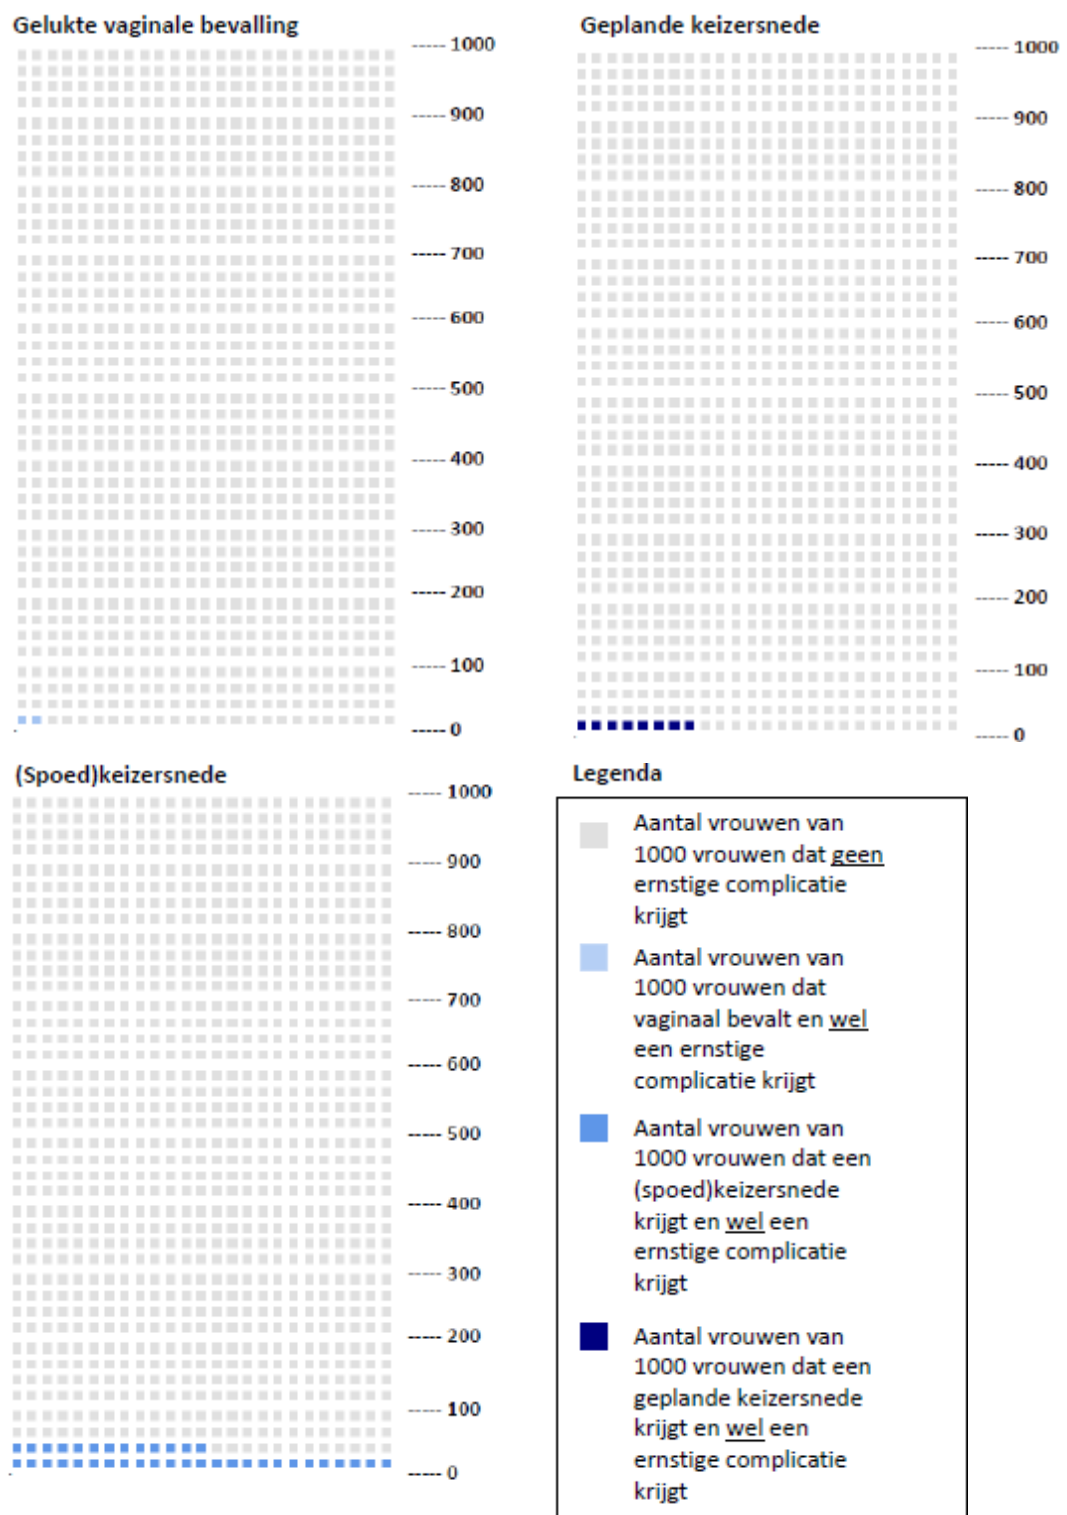 Gelukte vaginale bevalling
----- 1000
----- 900
----- 800
----- 700
----- 600
----- 500
----- 400
----- 300
----- 200
----- 100
----- 0
Geplande keizersnede
----- 1000
----- 900
----- 800
----- 700
----- 600
----- 500
----- 400
----- 300
----- 200
----- 100
----- 0
(Spoed)keizersnede
----- 1000
----- 900
----- 800
----- 700
----- 600
----- 500
----- 400
----- 300
----- 200
----- 100
----- 0
Legenda
Aantal vrouwen van
1000 vrouwen dat geen
ernstige complicatie
krijgt
Aantal vrouwen van
1000 vrouwen dat
vaginaal bevalt en wel
een ernstige
complicatie krijgt
Aantal vrouwen van
1000 vrouwen dat een
(spoed)keizersnede
krijgt en wel een
ernstige complicatie
krijgt
Aantal vrouwen van
1000 vrouwen dat een
geplande keizersnede
krijgt en wel een
ernstige complicatie
krijgt